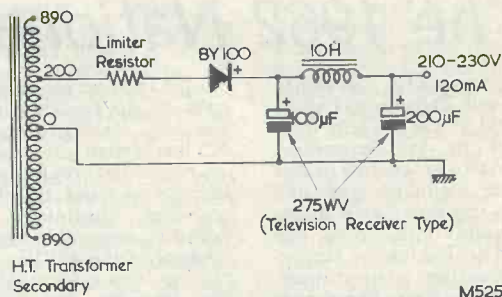 890
Limiter
Resistor
BY100
10H
200
+
210-230V
120mA
0
+
100µF
+
200µF
275WV
(Television Receiver Type)
890
H.T. Transformer
Secondary
M525